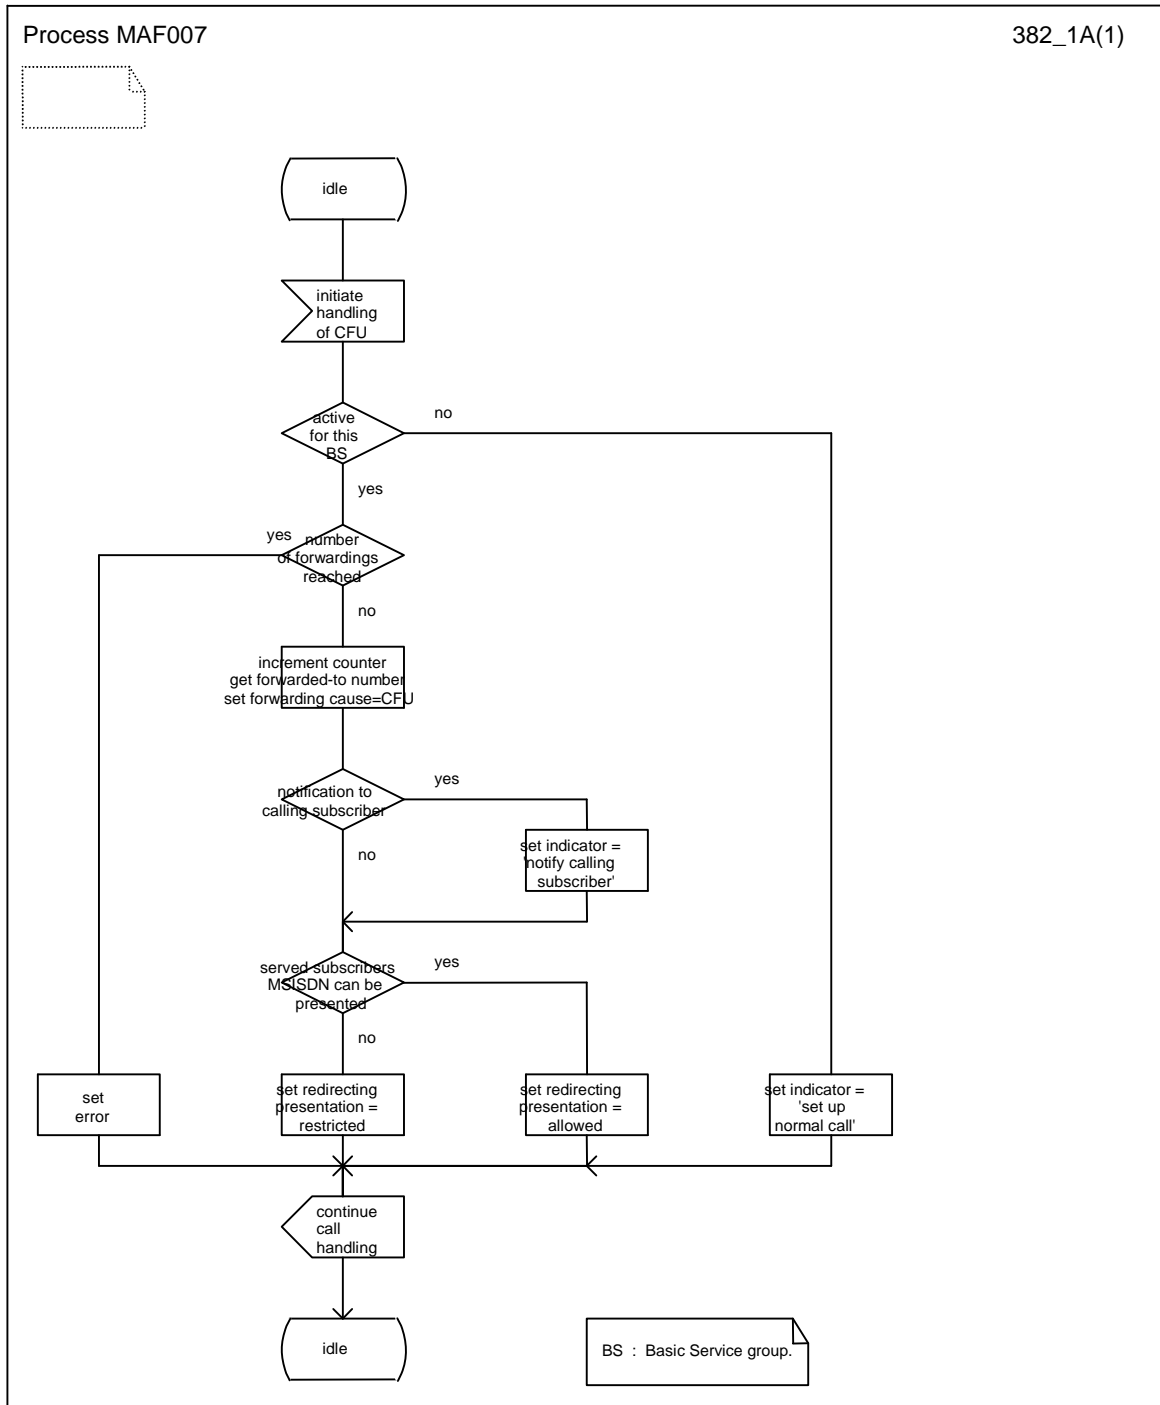 Process MAF007
382_1A(1)
idle
initiate
handling
of CFU
active
for this
BS
no
yes
yes
number
of forwardings
reached
no
increment counter
get forwarded-to number
set forwarding cause=CFU
notification to
calling subscriber
yes
no
set indicator =
'notify calling
subscriber'
served subscribers
MSISDN can be
presented
yes
no
set
error
set redirecting
presentation =
restricted
set redirecting
presentation =
allowed
set indicator =
'set up
normal call'
continue
call
handling
idle
BS : Basic Service group.